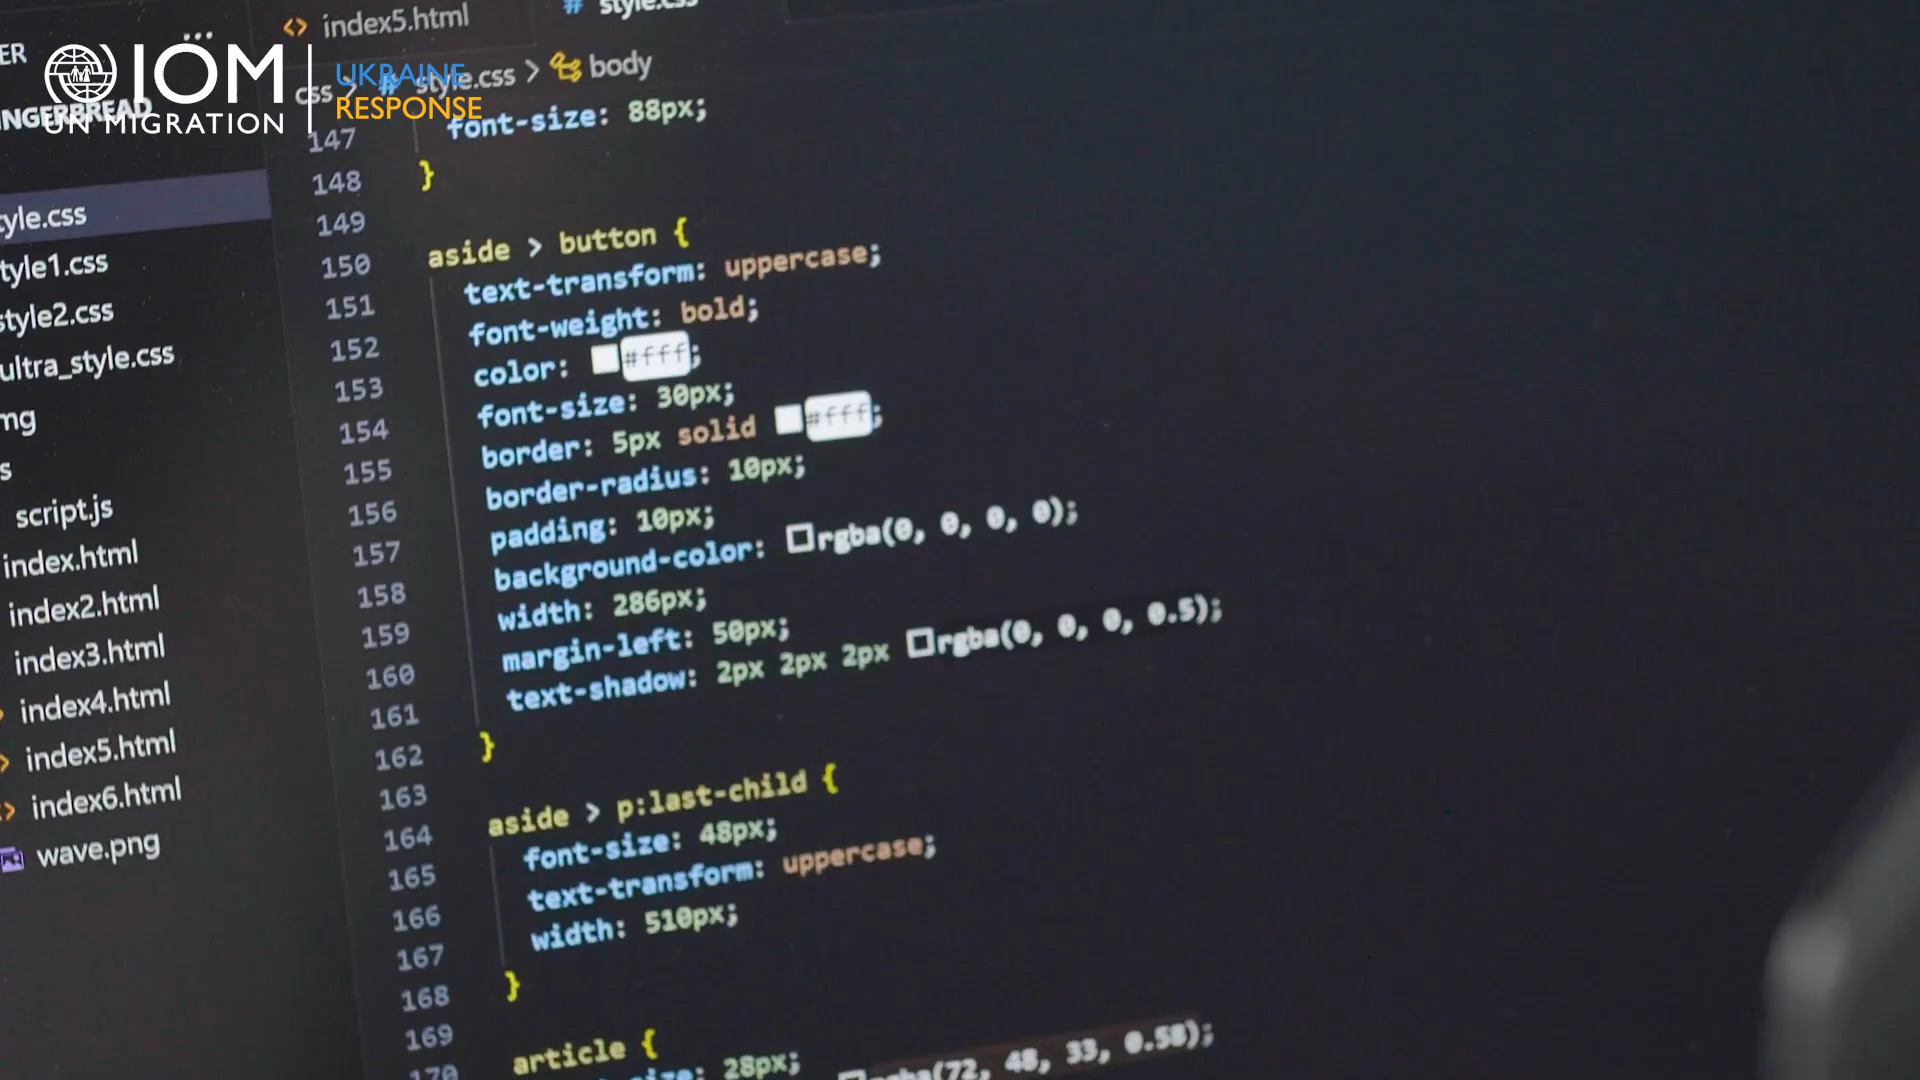 index5.html
style.css
ER
IOM
UN MIGRATION
UKRAINE
RESPONSE
INGERBREAD
css > # style.css > body
tyle.css
tyle1.css
style2.css
ultra_style.css
mg
s
script.js
index.html
index2.html
index3.html
index4.html
index5.html
index6.html
wave.png
147 font-size: 88px;
148 }
149
150 aside > button {
151 text-transform: uppercase;
152 font-weight: bold;
153 color: #fff;
154 font-size: 30px;
155 border: 5px solid #fff;
156 border-radius: 10px;
157 padding: 10px;
158 background-color: rgba(0, 0, 0, 0);
159 width: 286px;
160 margin-left: 50px;
161 text-shadow: 2px 2px 2px rgba(0, 0, 0, 0.5);
162 }
163
164 aside > p:last-child {
165 font-size: 48px;
166 text-transform: uppercase;
167 width: 510px;
168 }
169
170 article {
size: 28px;
rgba(72, 48, 33, 0.58);